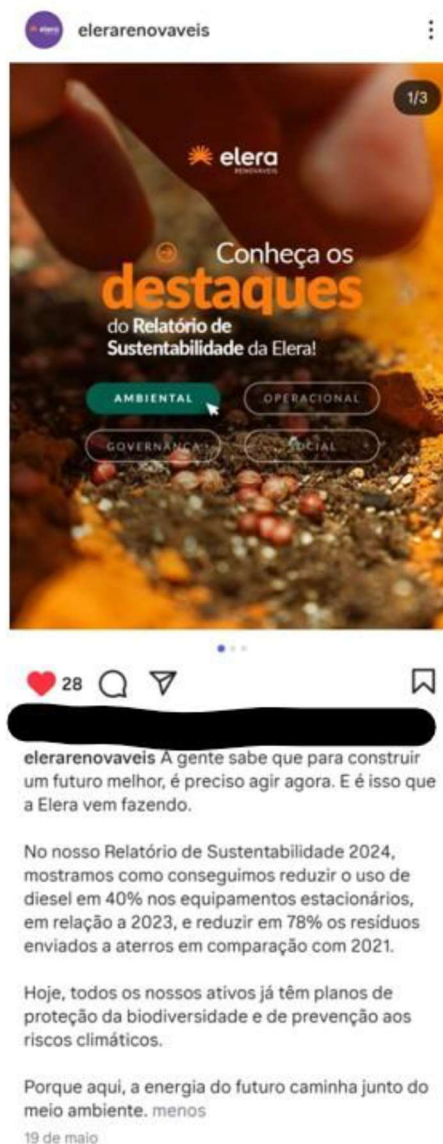 elera
elerarenovaveis
1/3
elera
RENOVÁVEIS
Conheça os
destaques
do Relatório de
Sustentabilidade da Elera!
AMBIENTAL
OPERACIONAL
GOVERNANÇA
SOCIAL
28
elerarenovaveis A gente sabe que para construir
um futuro melhor, é preciso agir agora. E é isso que
a Elera vem fazendo.
No nosso Relatório de Sustentabilidade 2024,
mostramos como conseguimos reduzir o uso de
diesel em 40% nos equipamentos estacionários,
em relação a 2023, e reduzir em 78% os resíduos
enviados a aterros em comparação com 2021.
Hoje, todos os nossos ativos já têm planos de
proteção da biodiversidade e de prevenção aos
riscos climáticos.
Porque aqui, a energia do futuro caminha junto do
meio ambiente. menos
19 de maio